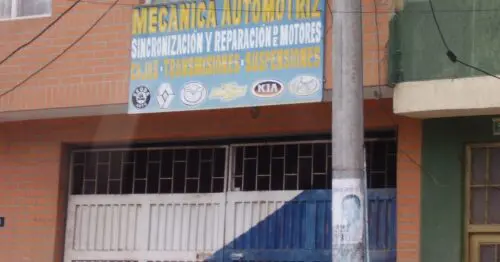 MECANICA AUTOMOTRIZ
SINCRONIZACIÓN Y REPARACIÓN DE MOTORES
CAJAS • TRANSMISIONES • SUSPENSIONES
KIA